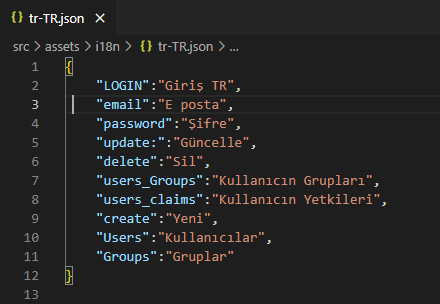 tr-TR.json
src > assets > i18n > tr-TR.json > ...
1 {
2 "LOGIN":"Giriş TR",
3 "email":"E posta",
4 "password":"Şifre",
5 "update:":"Güncelle",
6 "delete":"Sil",
7 "users_Groups":"Kullanıcın Grupları",
8 "users_claims":"Kullanıcın Yetkileri",
9 "create":"Yeni",
10 "Users":"Kullanıcılar",
11 "Groups":"Gruplar"
12 }
13